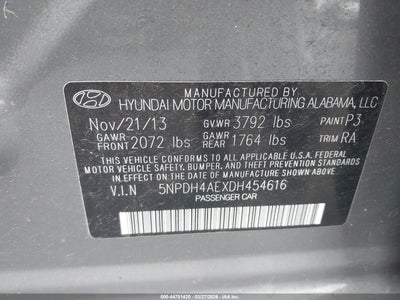 MANUFACTURED BY
HYUNDAI MOTOR MANUFACTURING ALABAMA, LLC
Nov/21/13 G.V.WR 3792 lbs PAINT P3
GAWR FRONT 2072 lbs GAWR REAR 1764 lbs TRIM RA
THIS VEHICLE CONFORMS TO ALL APPLICABLE FEDERAL
MOTOR VEHICLE SAFETY, BUMPER, AND THEFT PREVENTION
STANDARDS IN EFFECT ON THE DATE OF MANUFACTURE SHOWN ABOVE.
V.I.N 5NPDH4AEXDH454616
PASSENGER CAR